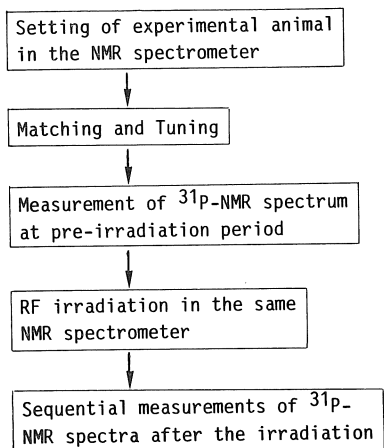 Setting of experimental animal
in the NMR spectrometer
Matching and Tuning
Measurement of 31P-NMR spectrum
at pre-irradiation period
RF irradiation in the same
NMR spectrometer
Sequential measurements of 31P-
NMR spectra after the irradiation